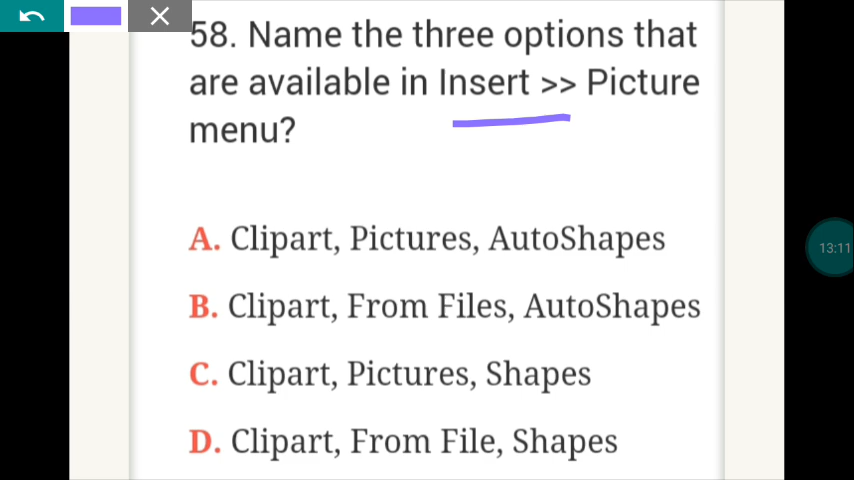 58. Name the three options that
are available in Insert >> Picture
menu?
A. Clipart, Pictures, AutoShapes
B. Clipart, From Files, AutoShapes
C. Clipart, Pictures, Shapes
D. Clipart, From File, Shapes
13:11